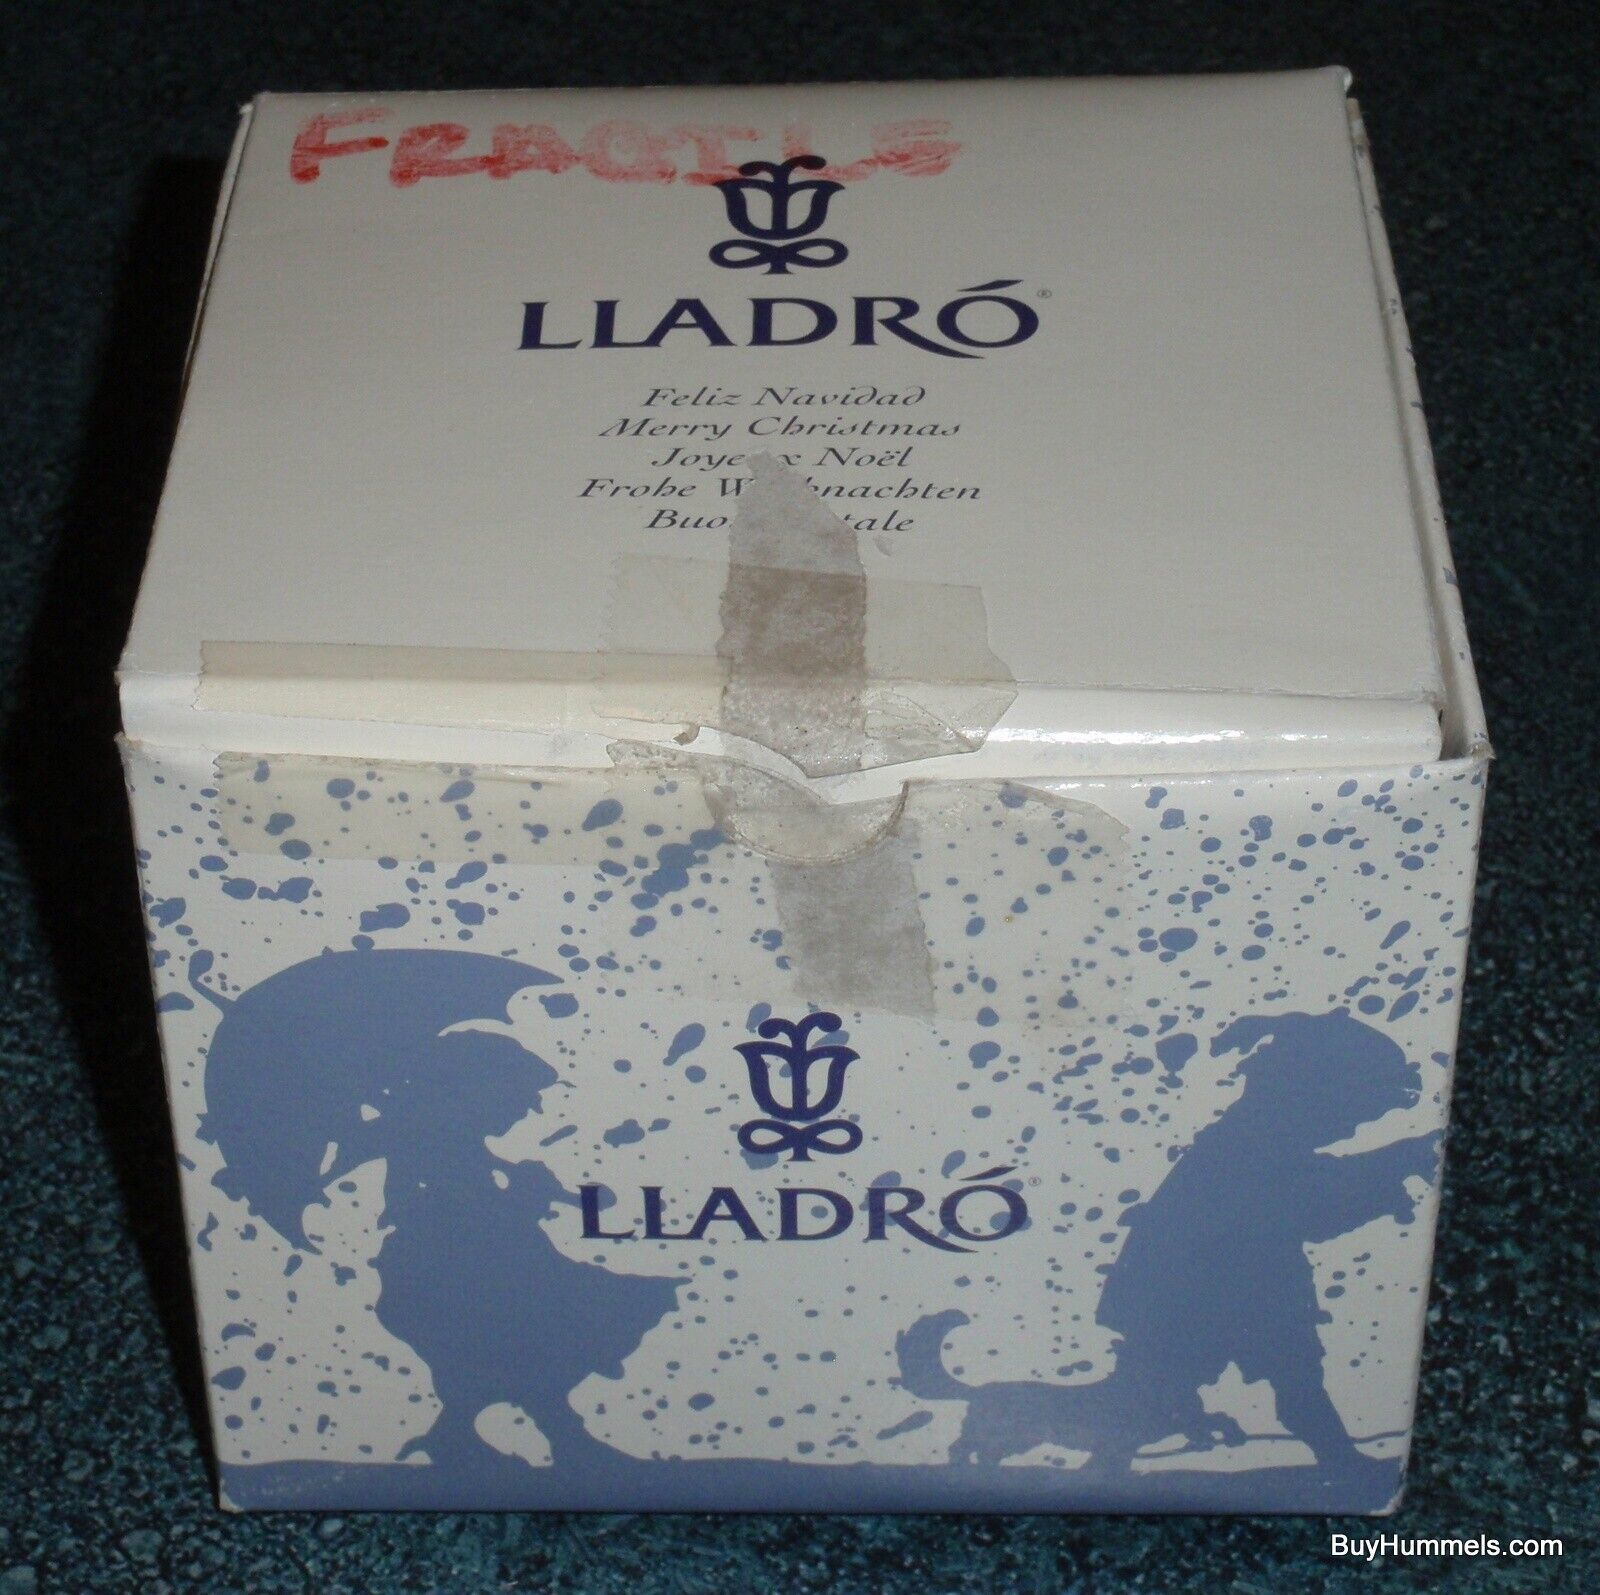 FRAGILE
LLADRÓ®
Feliz Navidad
Merry Christmas
Noël
Frohe
LLADRÓ®
BuyHummels.com